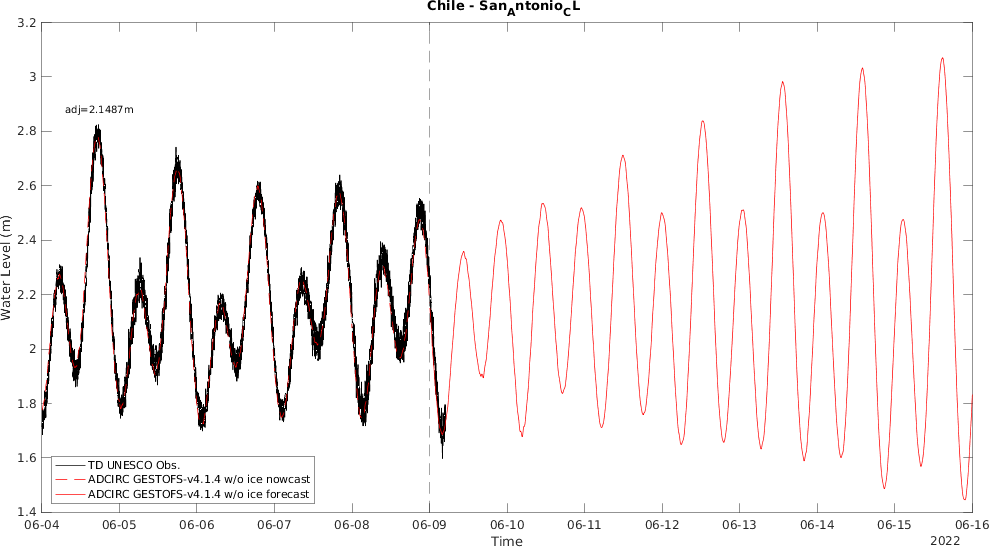 Chile - SanAntonioCL
3.2
3
2.8
2.6
2.4
2.2
2
1.8
1.6
1.4
Water Level (m)
adj=2.1487m
TD UNESCO Obs.
ADCIRC GESTOFS-v4.1.4 w/o ice nowcast
ADCIRC GESTOFS-v4.1.4 w/o ice forecast
06-04 06-05 06-06 06-07 06-08 06-09 06-10 06-11 06-12 06-13 06-14 06-15 06-16
Time
2022